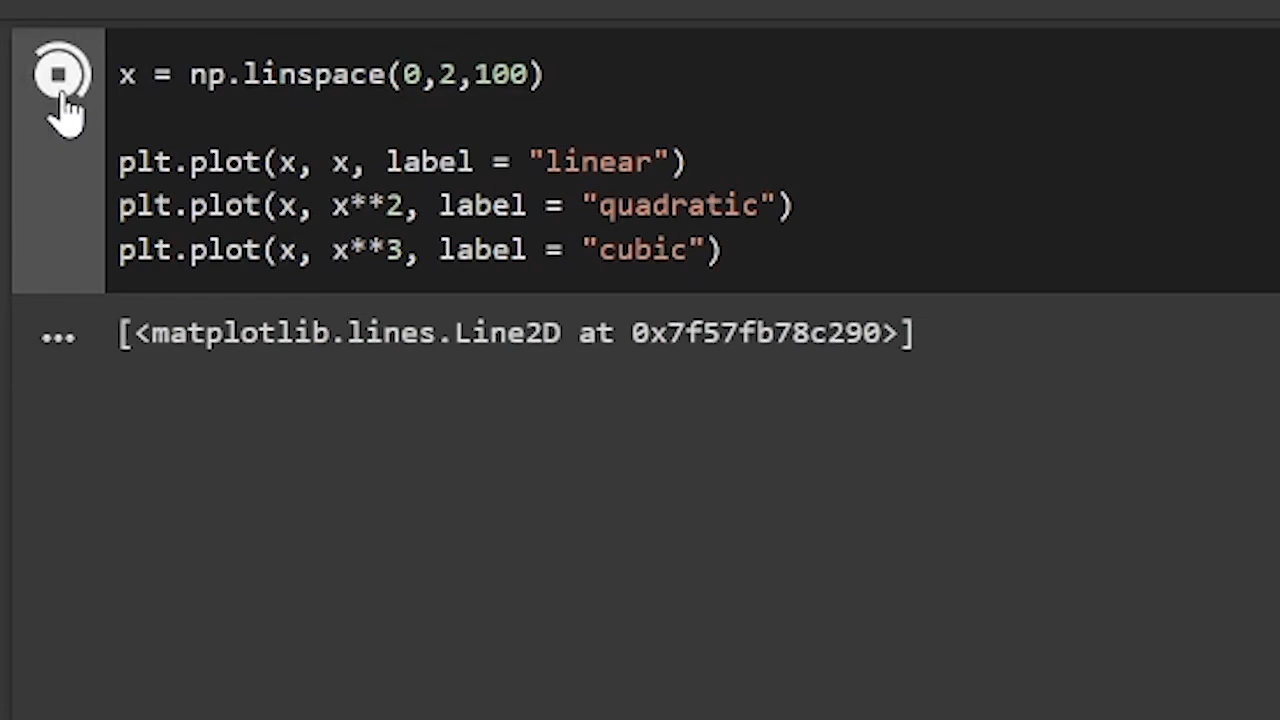 x = np.linspace(0,2,100)
plt.plot(x, x, label = "linear")
plt.plot(x, x**2, label = "quadratic")
plt.plot(x, x**3, label = "cubic")
... [<matplotlib.lines.Line2D at 0x7f57fb78c290>]